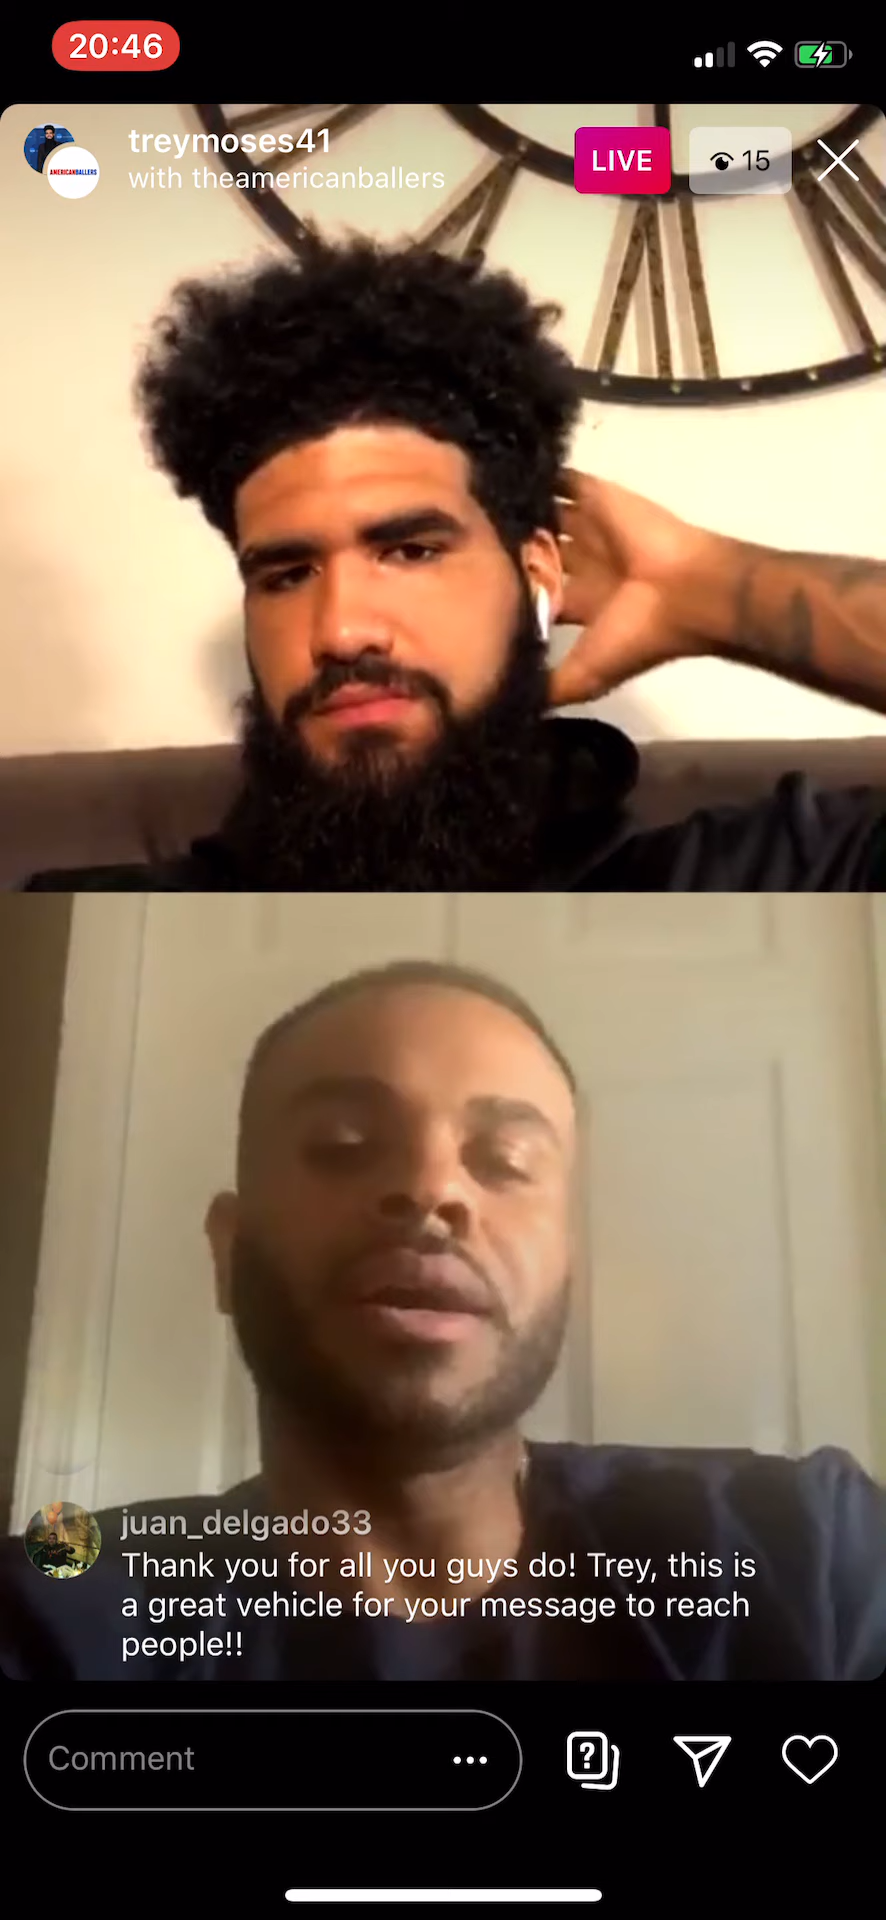 20:46
treymoses41
with theamericanballers
LIVE
15
AMERICANBALLERS
juan_delgado33
Thank you for all you guys do! Trey, this is
a great vehicle for your message to reach
people!!
Comment
?